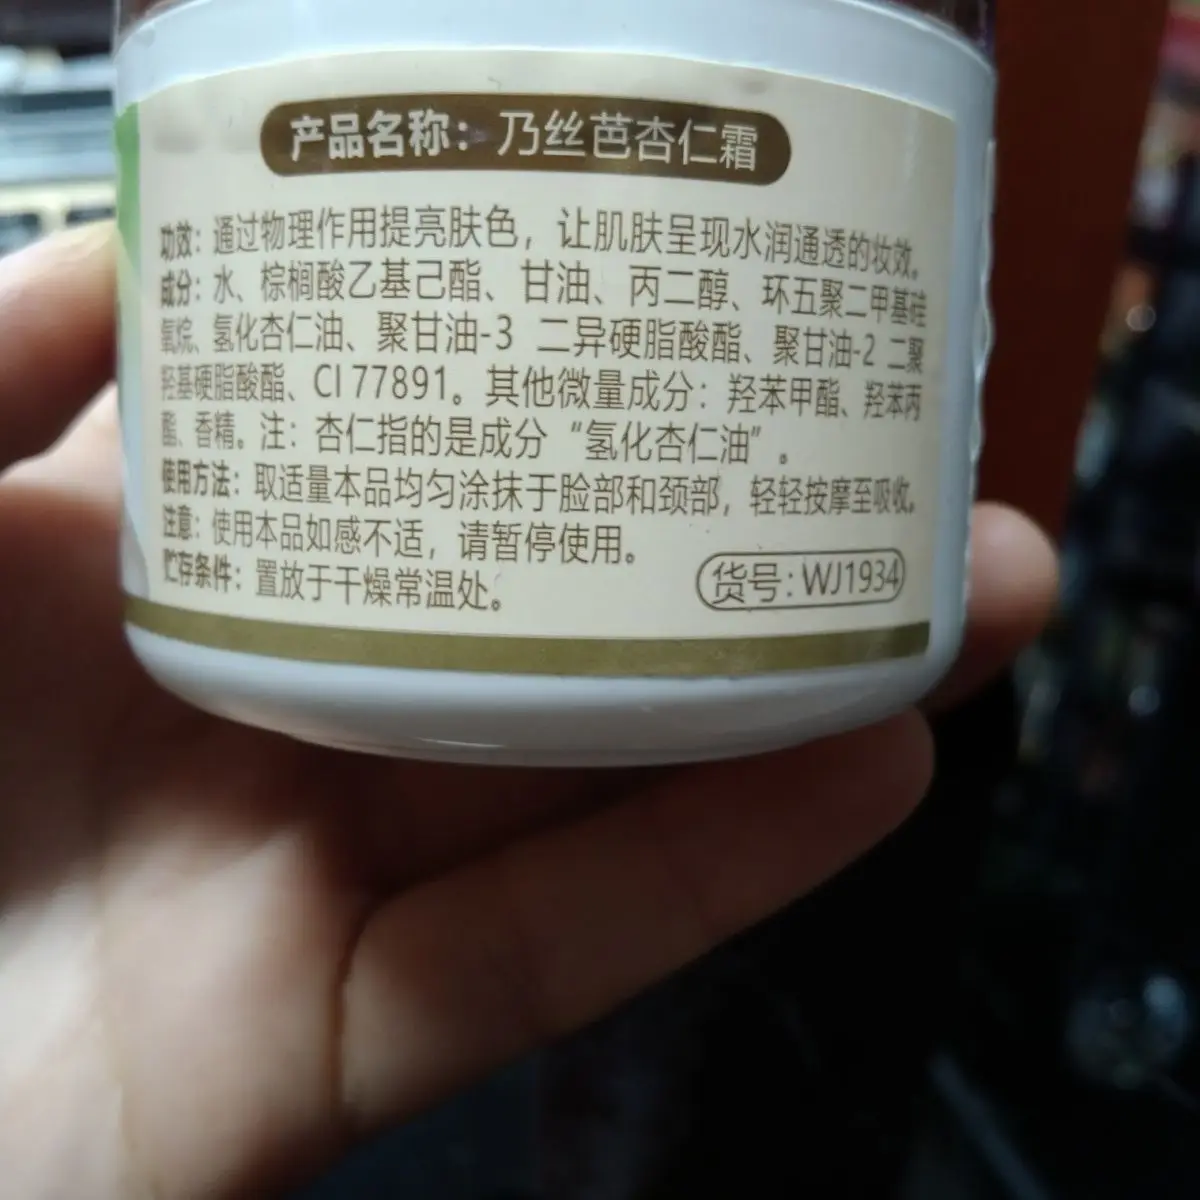 产品名称：乃丝芭杏仁霜
功效：通过物理作用提亮肤色，让肌肤呈现水润通透的妆效。
成分：水、棕榈酸乙基己酯、甘油、丙二醇、环五聚二甲基硅
氧烷、氢化杏仁油、聚甘油-3 二异硬脂酸酯、聚甘油-2 二聚
羟基硬脂酸酯、CI 77891。其他微量成分：羟苯甲酯、羟苯丙
酯、香精。注：杏仁指的是成分“氢化杏仁油”。
使用方法：取适量本品均匀涂抹于脸部和颈部，轻轻按摩至吸收。
注意：使用本品如感不适，请暂停使用。
贮存条件：置放于干燥常温处。
货号：WJ1934